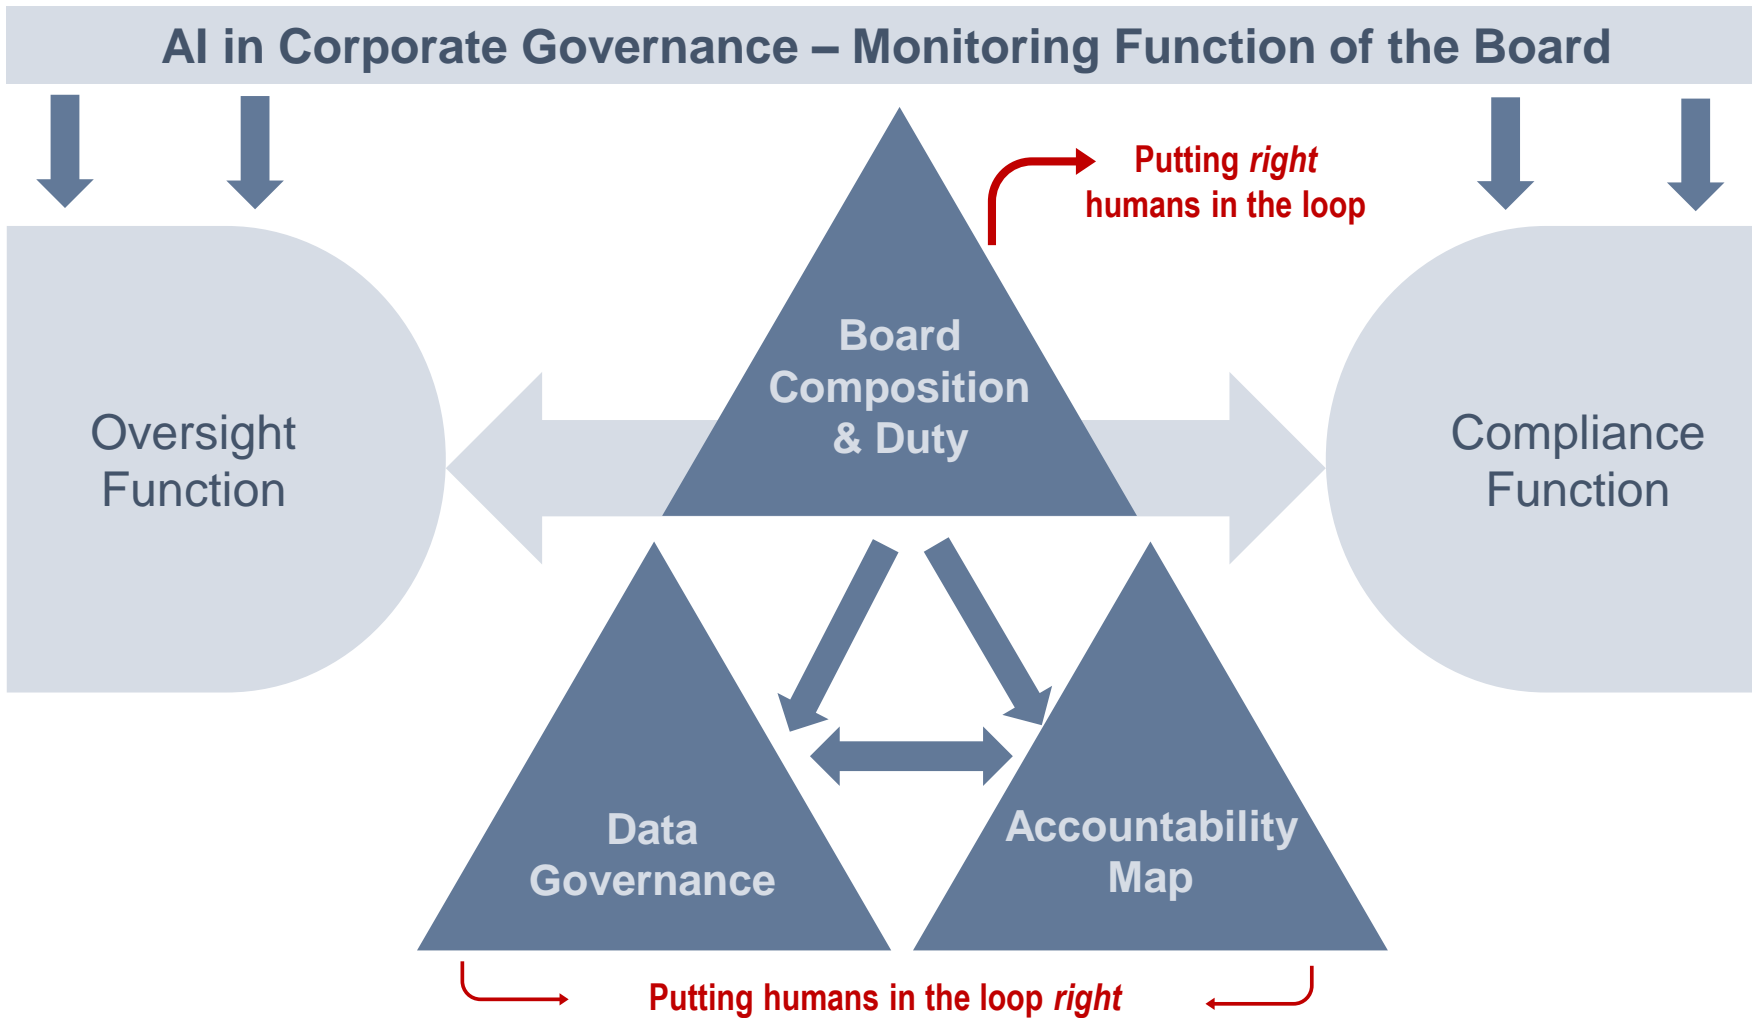 AI in Corporate Governance – Monitoring Function of the Board
Putting right
humans in the loop
Board
Composition
& Duty
Oversight
Function
Compliance
Function
Data
Governance
Accountability
Map
Putting humans in the loop right